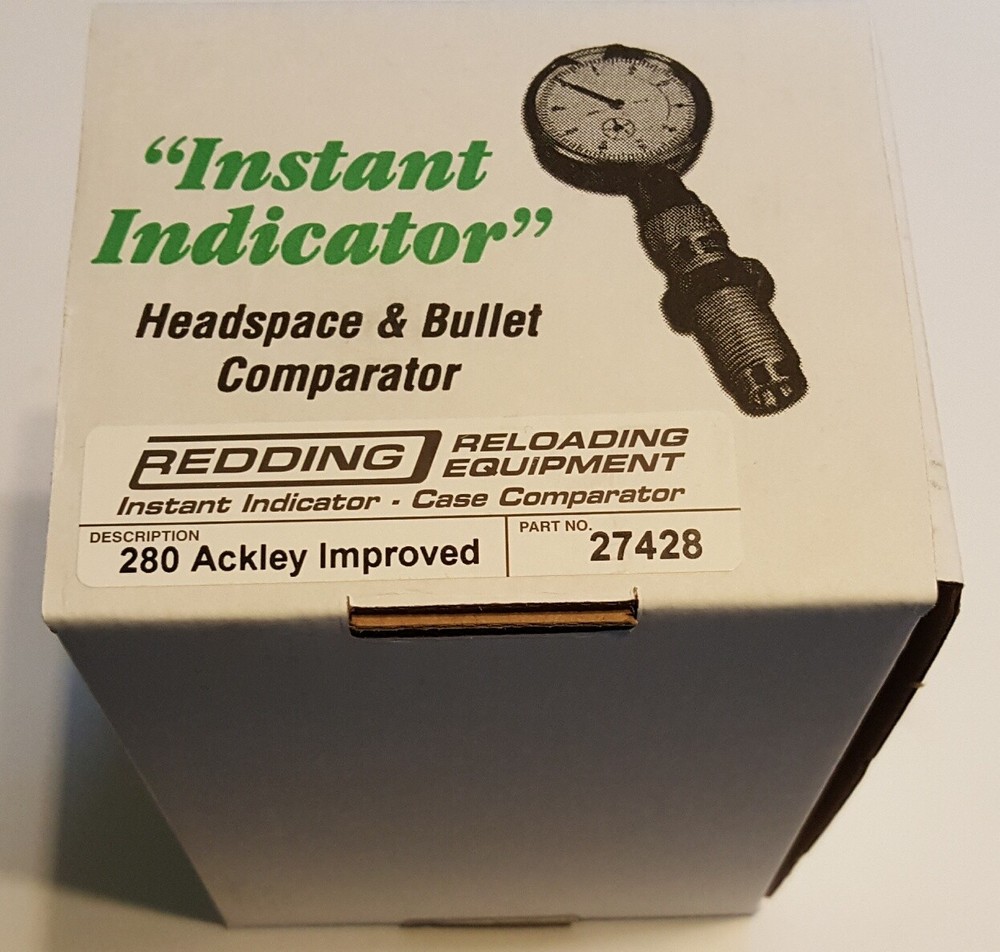 “Instant
Indicator”
Headspace & Bullet
Comparator
REDDING RELOADING
EQUIPMENT
Instant Indicator - Case Comparator
DESCRIPTION PART NO.
280 Ackley Improved 27428